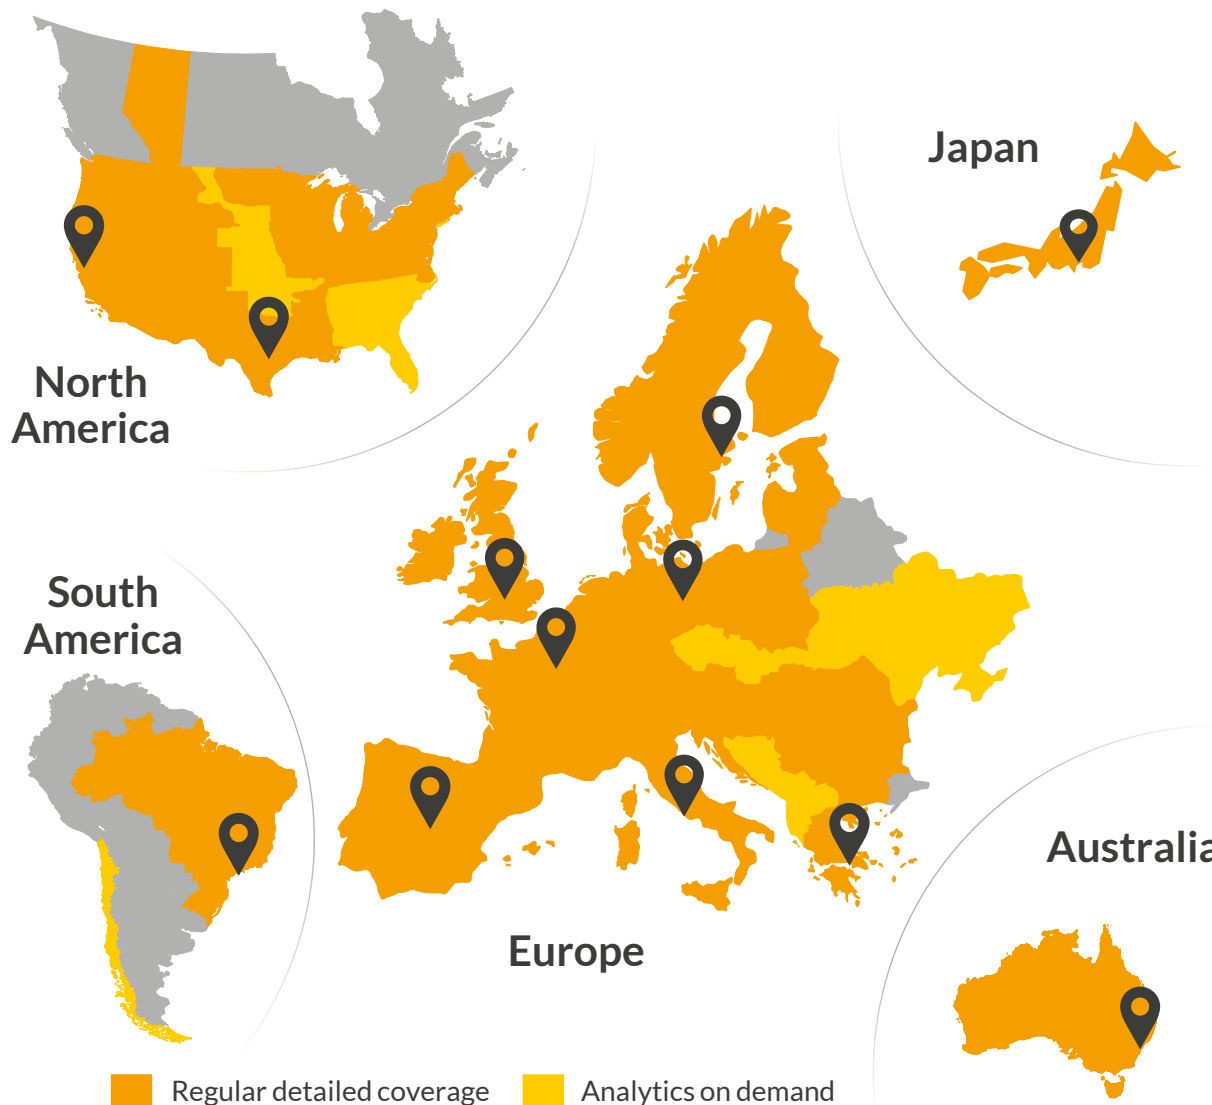 Japan
North
America
South
America
Australia
Europe
Regular detailed coverage
Analytics on demand